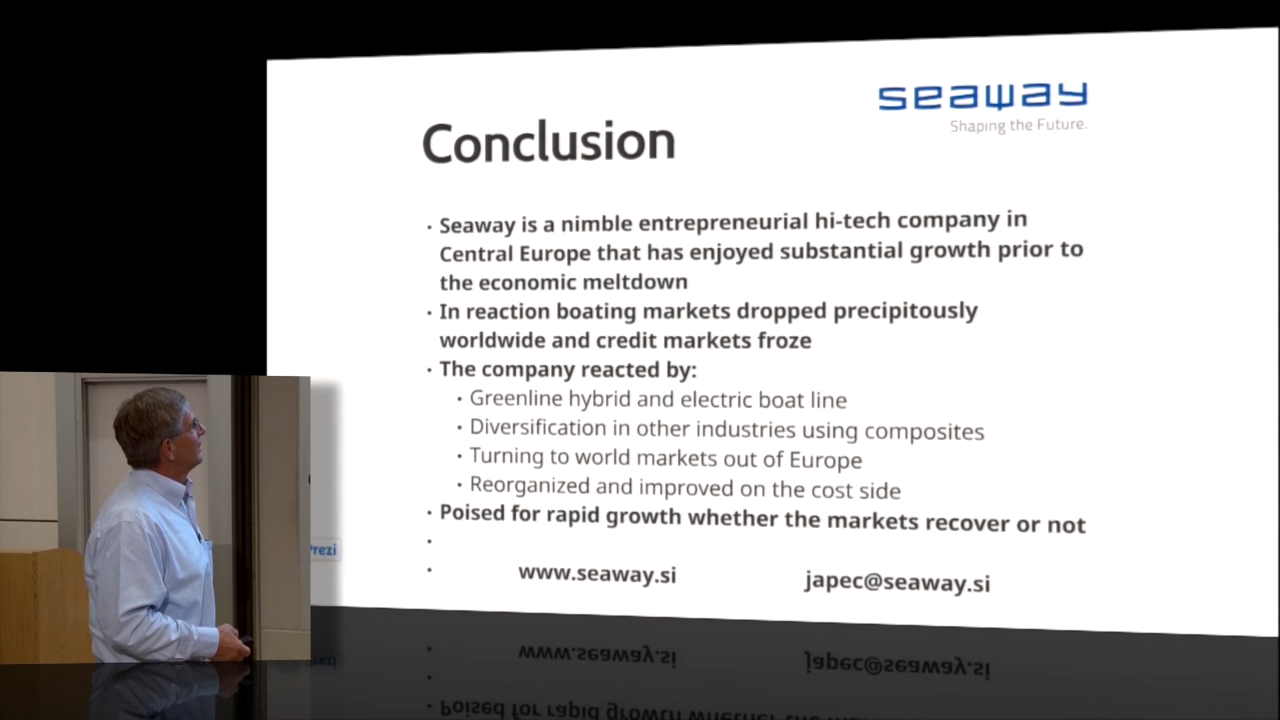 seaway
Shaping the Future.
Conclusion
· Seaway is a nimble entrepreneurial hi-tech company in
Central Europe that has enjoyed substantial growth prior to
the economic meltdown
· In reaction boating markets dropped precipitously
worldwide and credit markets froze
· The company reacted by:
· Greenline hybrid and electric boat line
· Diversification in other industries using composites
· Turning to world markets out of Europe
· Reorganized and improved on the cost side
· Poised for rapid growth whether the markets recover or not
·
· www.seaway.si japec@seaway.si
Prezi